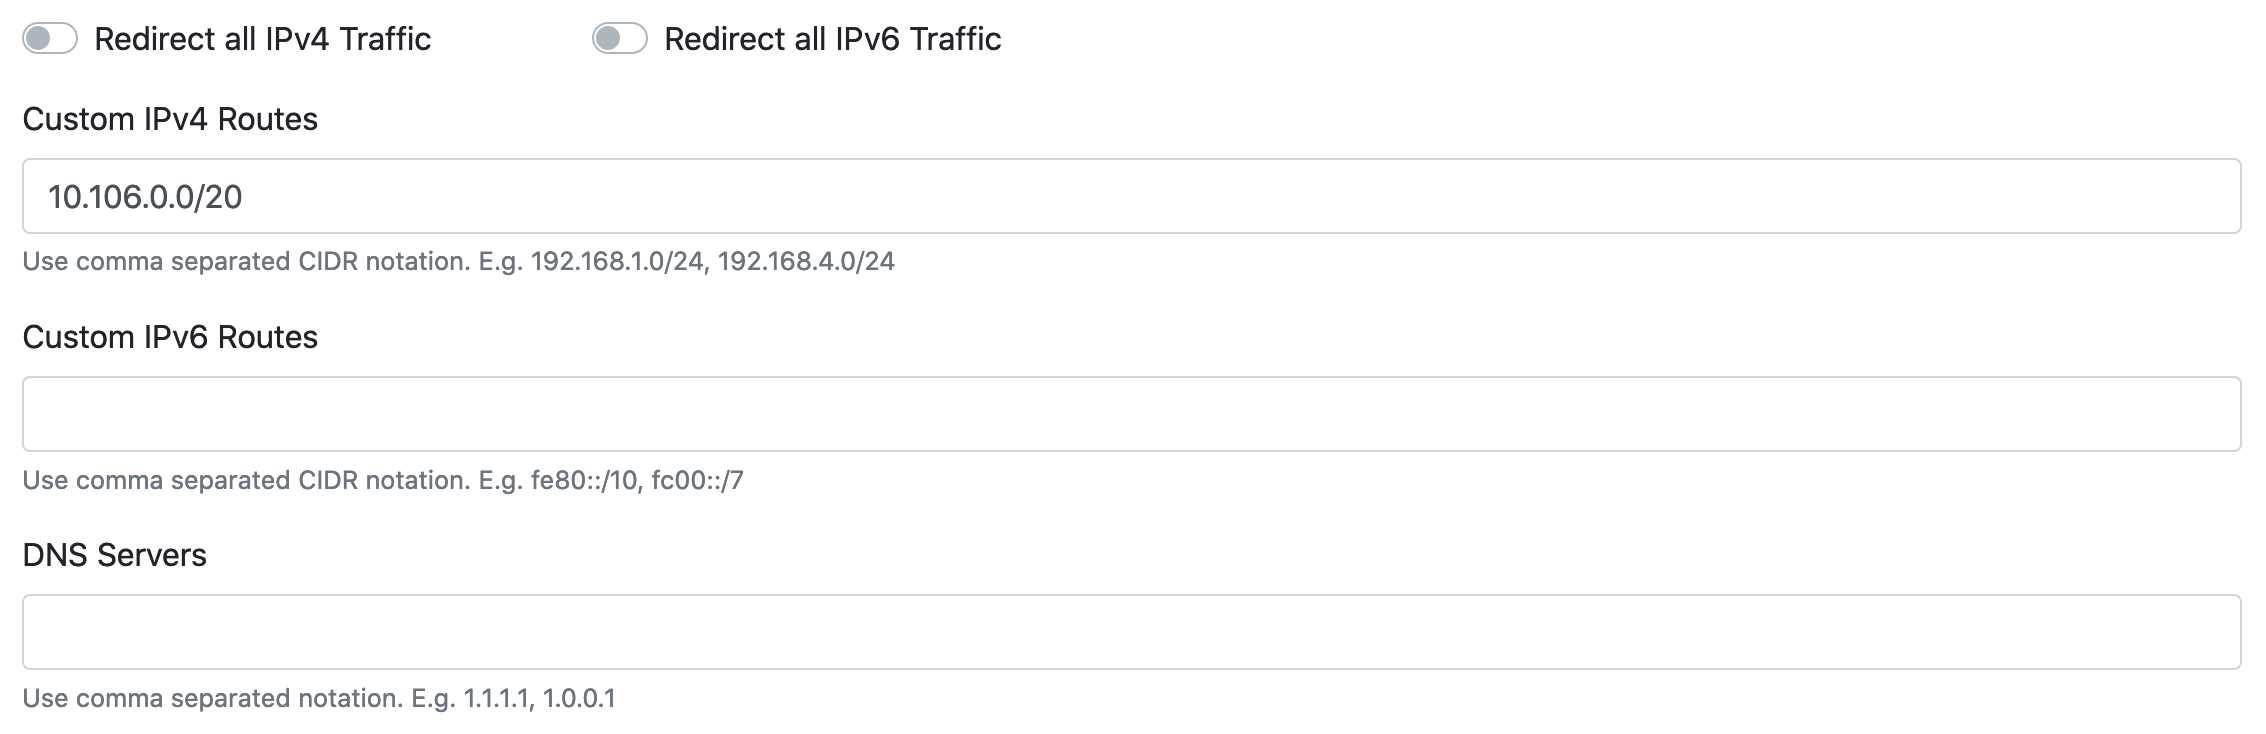 Redirect all IPv4 Traffic
Redirect all IPv6 Traffic
Custom IPv4 Routes
10.106.0.0/20
Use comma separated CIDR notation. E.g. 192.168.1.0/24, 192.168.4.0/24
Custom IPv6 Routes
Use comma separated CIDR notation. E.g. fe80::/10, fc00::/7
DNS Servers
Use comma separated notation. E.g. 1.1.1.1, 1.0.0.1